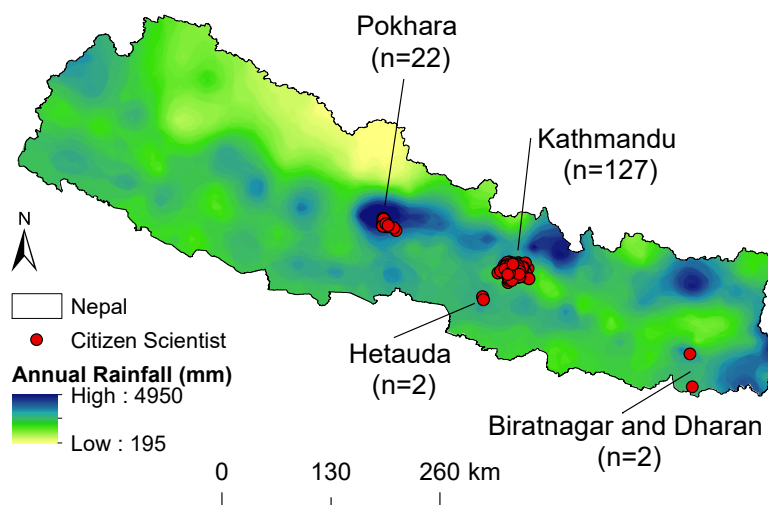 Pokhara
(n=22)
Kathmandu
(n=127)
N
Nepal
Citizen Scientist
Hetauda
(n=2)
Annual Rainfall (mm)
High : 4950
Low : 195
Biratnagar and Dharan
(n=2)
0 130 260 km